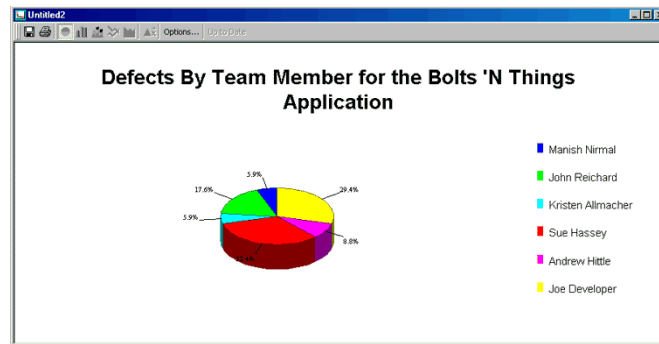 Untitled2
Options... Up to Date
Defects By Team Member for the Bolts 'N Things
Application
5.9%
17.6%
29.4%
5.9%
8.8%
Manish Nirmal
John Reichard
Kristen Allmacher
Sue Hassey
Andrew Hittle
Joe Developer